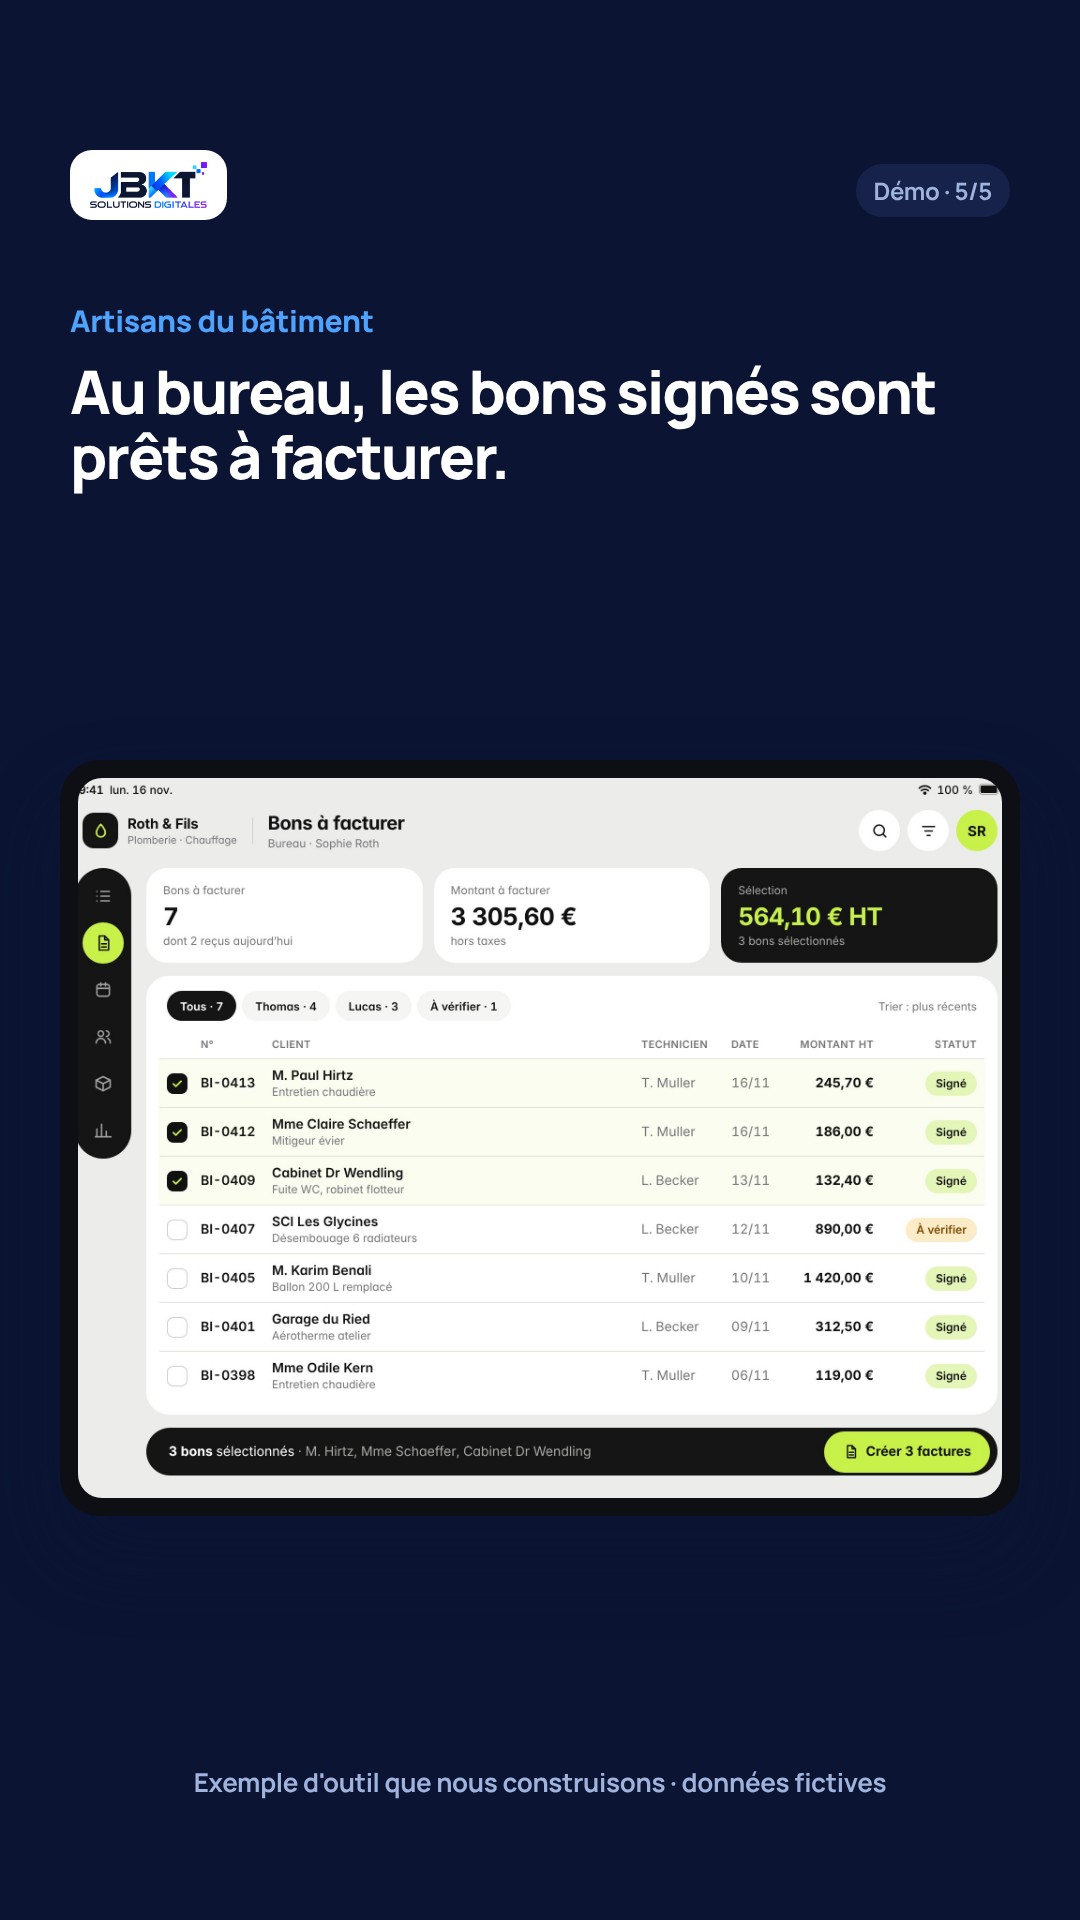 JBKT
SOLUTIONS DIGITALES
Démo · 5/5
Artisans du bâtiment
Au bureau, les bons signés sont
prêts à facturer.
9:41 lun. 16 nov.
100 %
Roth & Fils
Plomberie · Chauffage
Bons à facturer
Bureau · Sophie Roth
SR
Bons à facturer
7
dont 2 reçus aujourd'hui
Montant à facturer
3 305,60 €
hors taxes
Sélection
564,10 € HT
3 bons sélectionnés
Tous · 7 Thomas · 4 Lucas · 3 À vérifier · 1 Trier : plus récents
N° CLIENT TECHNICIEN DATE MONTANT HT STATUT
BI-0413 M. Paul Hirtz T. Muller 16/11 245,70 € Signé
Entretien chaudière
BI-0412 Mme Claire Schaeffer T. Muller 16/11 186,00 € Signé
Mitigeur évier
BI-0409 Cabinet Dr Wendling L. Becker 13/11 132,40 € Signé
Fuite WC, robinet flotteur
BI-0407 SCI Les Glycines L. Becker 12/11 890,00 € À vérifier
Désembouage 6 radiateurs
BI-0405 M. Karim Benali T. Muller 10/11 1 420,00 € Signé
Ballon 200 L remplacé
BI-0401 Garage du Ried L. Becker 09/11 312,50 € Signé
Aérotherme atelier
BI-0398 Mme Odile Kern T. Muller 06/11 119,00 € Signé
Entretien chaudière
3 bons sélectionnés · M. Hirtz, Mme Schaeffer, Cabinet Dr Wendling
Créer 3 factures
Exemple d'outil que nous construisons · données fictives